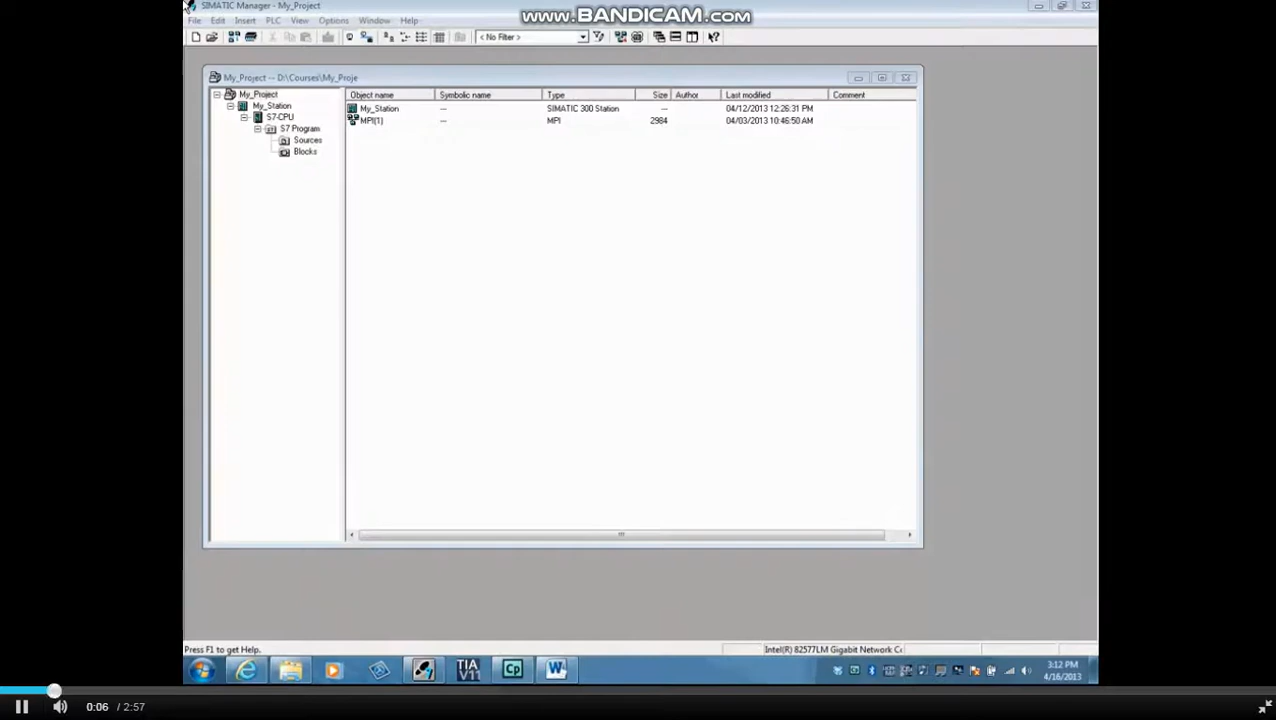 SIMATIC Manager - My_Project
www.BANDICAM.com
File Edit Insert PLC View Options Window Help
< No Filter >
My_Project -- D:\Courses\My_Proje
My_Project
My_Station
S7-CPU
S7 Program
Sources
Blocks
Object name Symbolic name Type Size Author Last modified Comment
My_Station --- SIMATIC 300 Station --- 04/12/2013 12:26:31 PM
MPI(1) --- MPI 2984 04/03/2013 10:46:50 AM
Press F1 to get Help.
Intel(R) 82577LM Gigabit Network Cc
TIA
V11
Cp
W
3:12 PM
4/16/2013
0:06 / 2:57